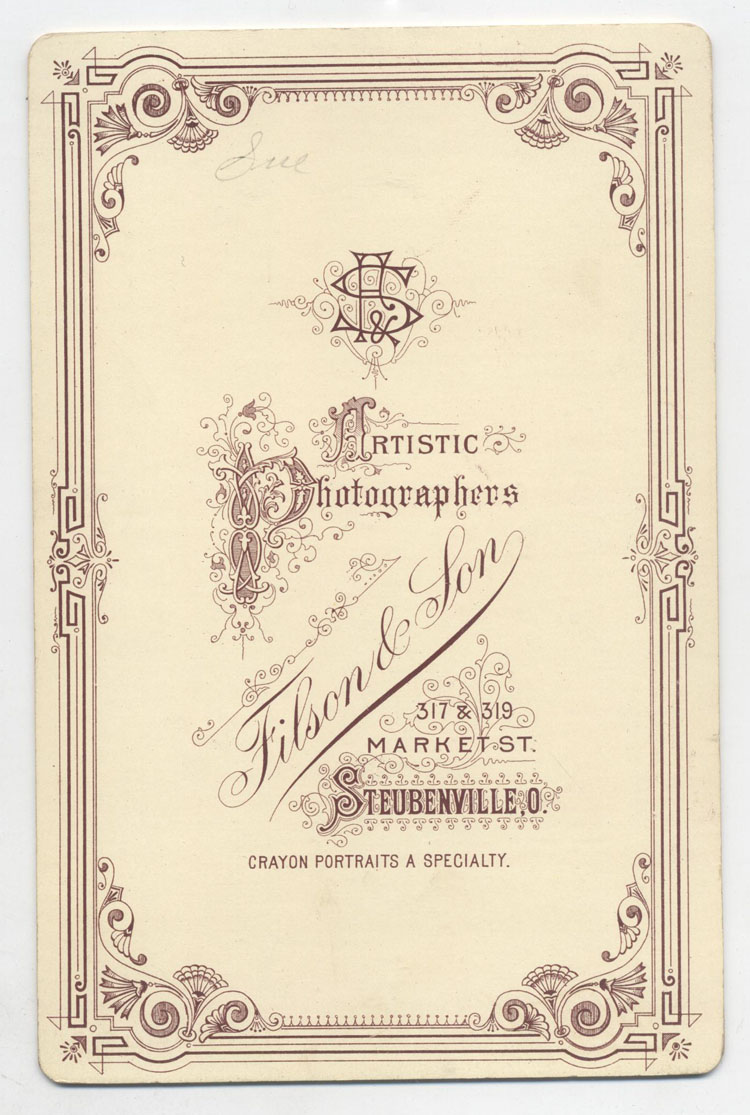 Sue
F&S
ARTISTIC
Photographers
Filson & Son
317 & 319
MARKET ST.
STEUBENVILLE, O.
CRAYON PORTRAITS A SPECIALTY.